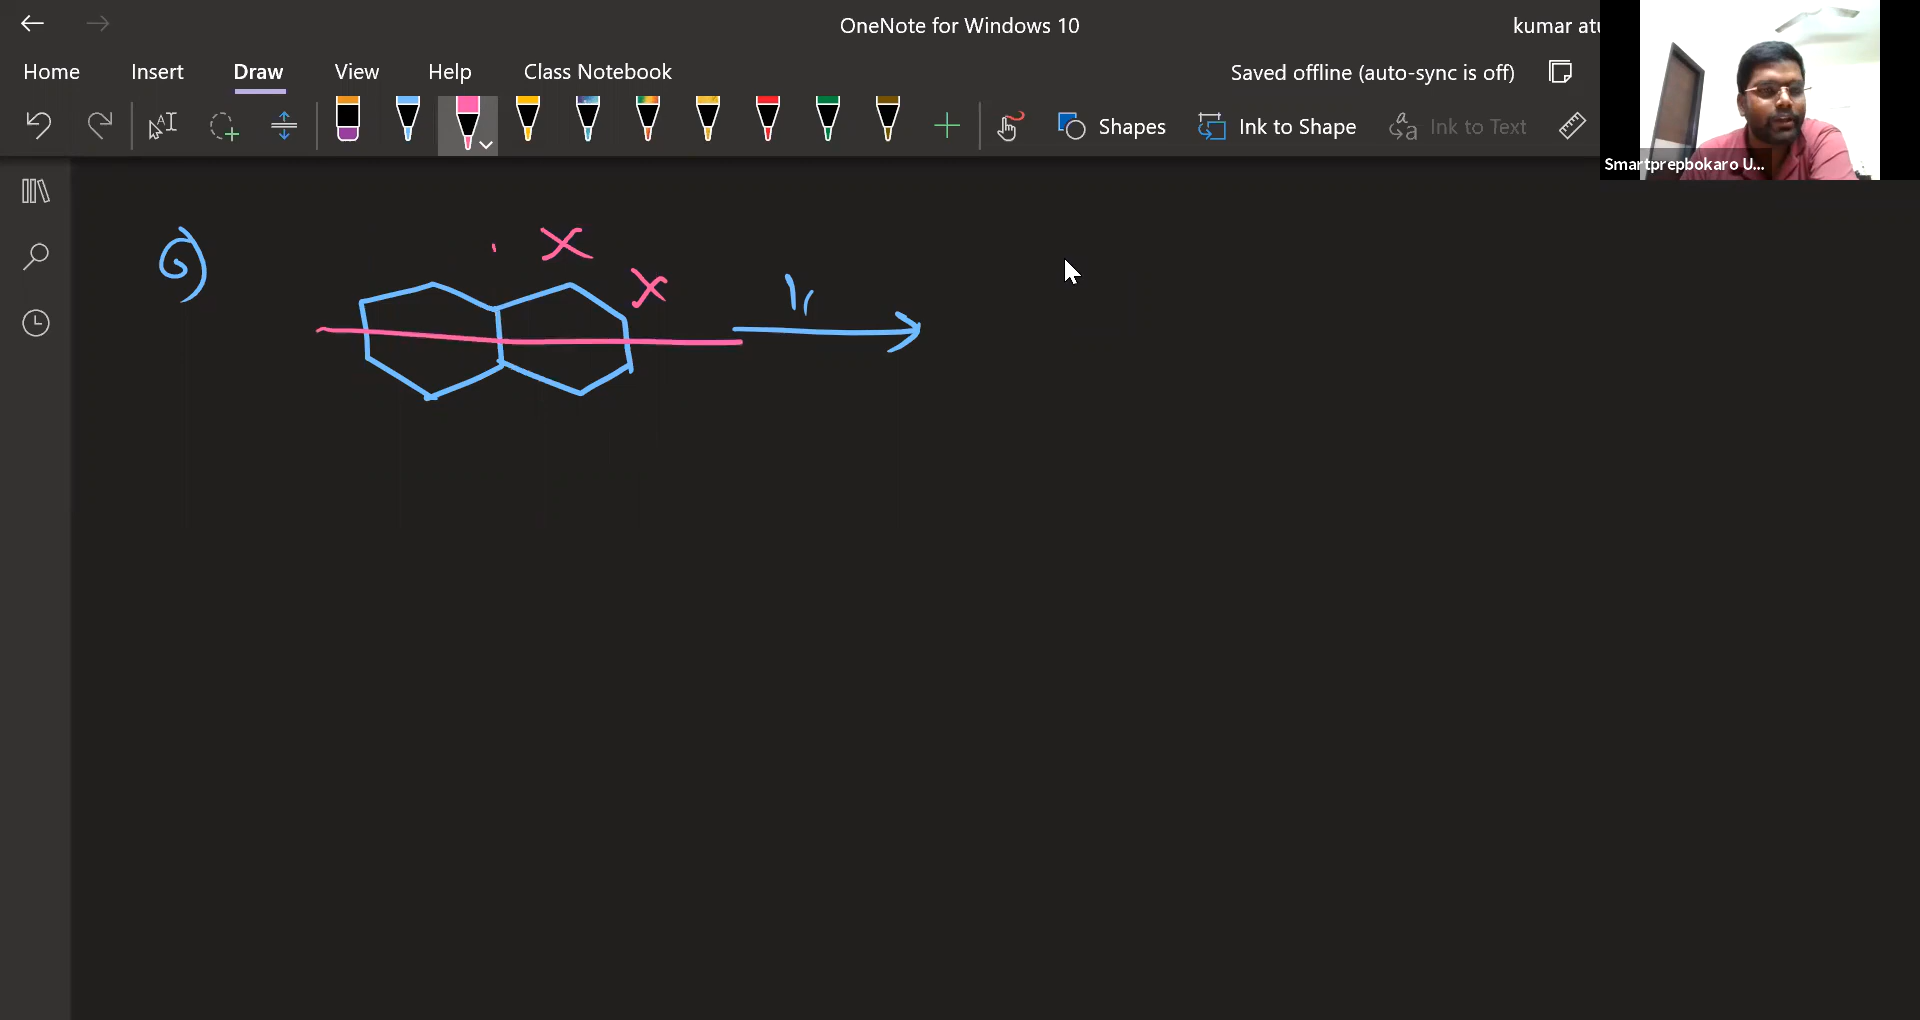 OneNote for Windows 10
kumar atu
Home Insert Draw View Help Class Notebook
Saved offline (auto-sync is off)
Shapes Ink to Shape Ink to Text
Smartprepbokaro U...
6)
x
x